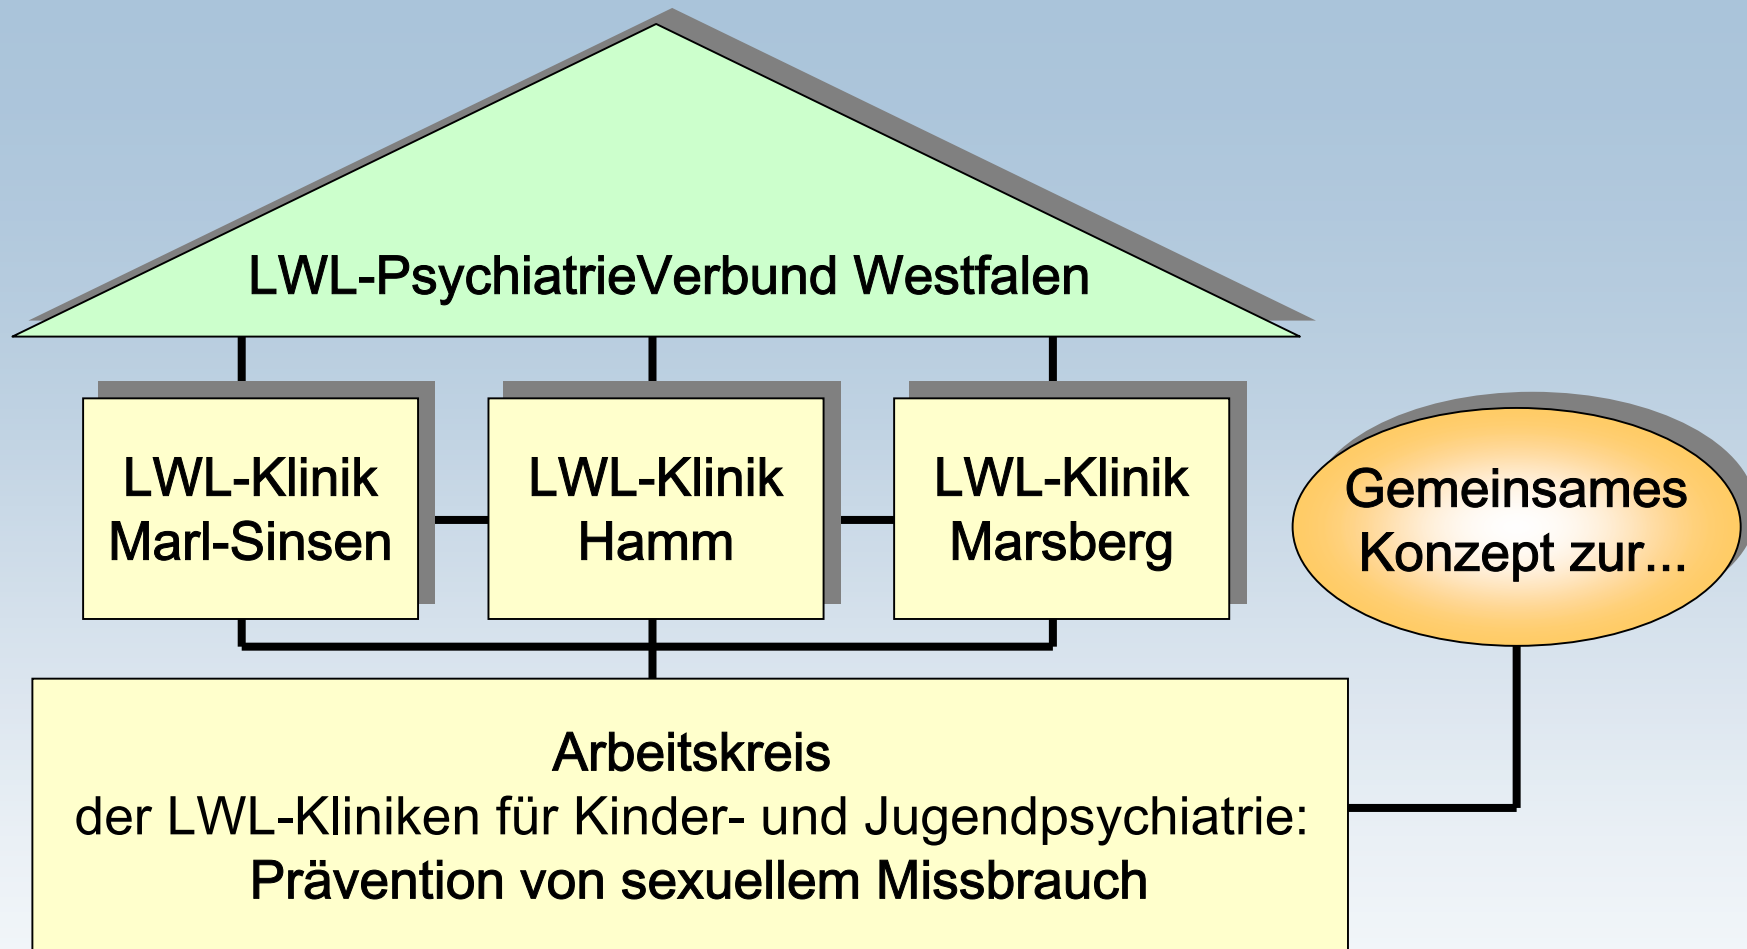 LWL-PsychiatrieVerbund Westfalen
LWL-Klinik
Marl-Sinsen
LWL-Klinik
Hamm
LWL-Klinik
Marsberg
Gemeinsames
Konzept zur...
Arbeitskreis
der LWL-Kliniken für Kinder- und Jugendpsychiatrie:
Prävention von sexuellem Missbrauch